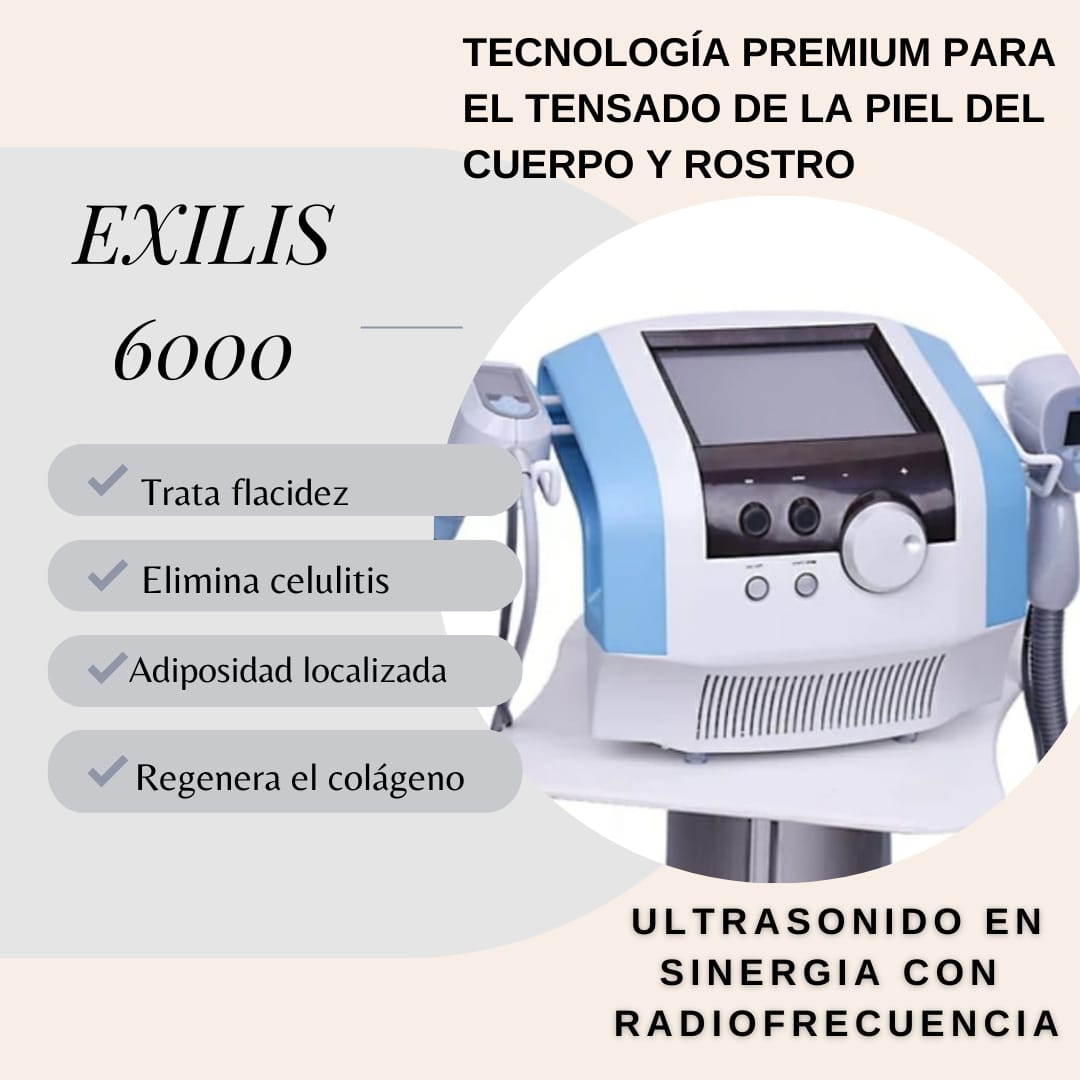 TECNOLOGÍA PREMIUM PARA
EL TENSADO DE LA PIEL DEL
CUERPO Y ROSTRO
EXILIS
6000
Trata flacidez
Elimina celulitis
Adiposidad localizada
Regenera el colágeno
ULTRASONIDO EN
SINERGIA CON
RADIOFRECUENCIA